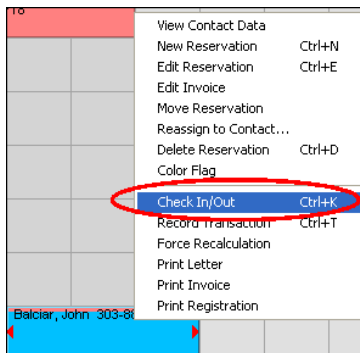 18
View Contact Data
New Reservation Ctrl+N
Edit Reservation Ctrl+E
Edit Invoice
Move Reservation
Reassign to Contact...
Delete Reservation Ctrl+D
Color Flag
Check In/Out Ctrl+K
Record Transaction Ctrl+T
Force Recalculation
Print Letter
Print Invoice
Print Registration
Balciar, John 303-88